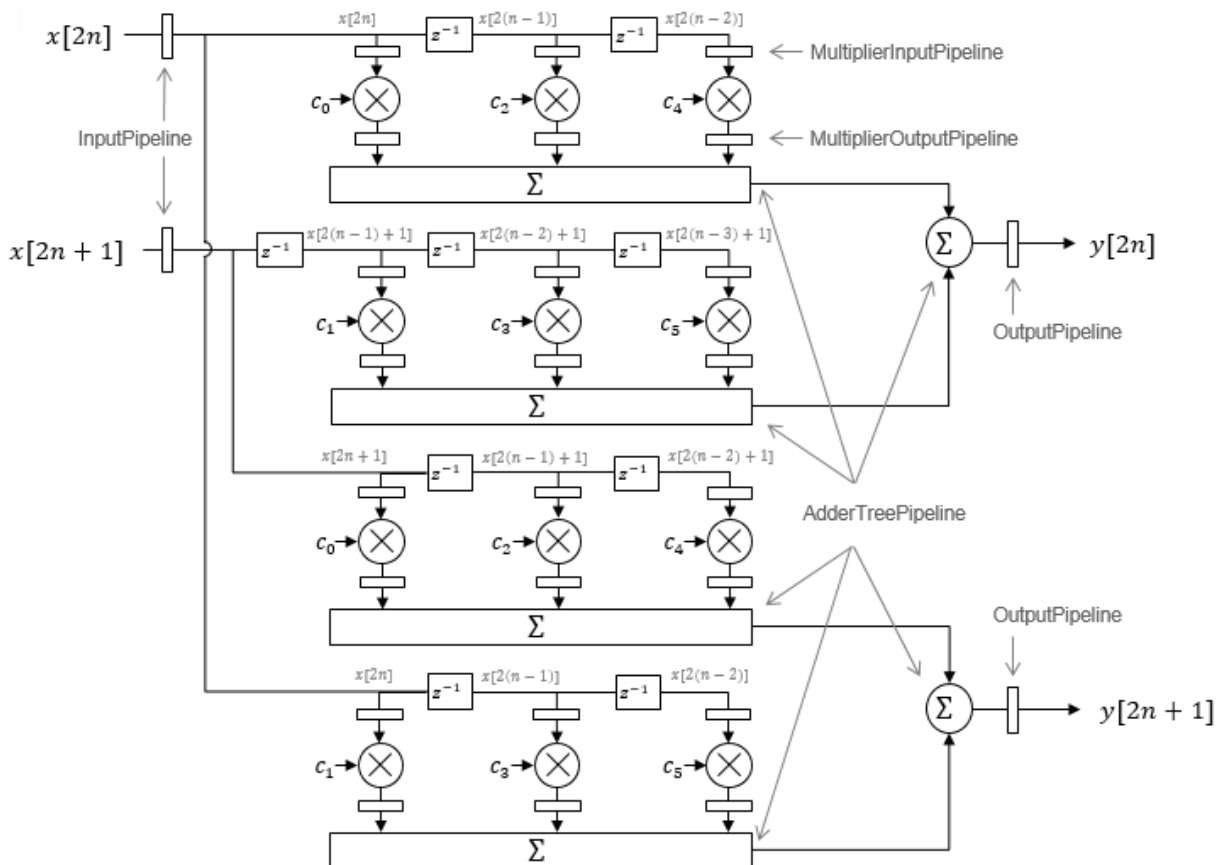 x[2n]
x[2n] z⁻¹ x[2(n−1)] z⁻¹ x[2(n−2)]
MultiplierInputPipeline
c₀ c₂ c₄
InputPipeline
MultiplierOutputPipeline
Σ
x[2n + 1]
z⁻¹ x[2(n−1)+1] z⁻¹ x[2(n−2)+1] z⁻¹ x[2(n−3)+1]
Σ y[2n]
c₁ c₃ c₅
OutputPipeline
Σ
x[2n+1] z⁻¹ x[2(n−1)+1] z⁻¹ x[2(n−2)+1]
AdderTreePipeline
c₀ c₂ c₄
Σ
OutputPipeline
x[2n] z⁻¹ x[2(n−1)] z⁻¹ x[2(n−2)]
Σ y[2n + 1]
c₁ c₃ c₅
Σ